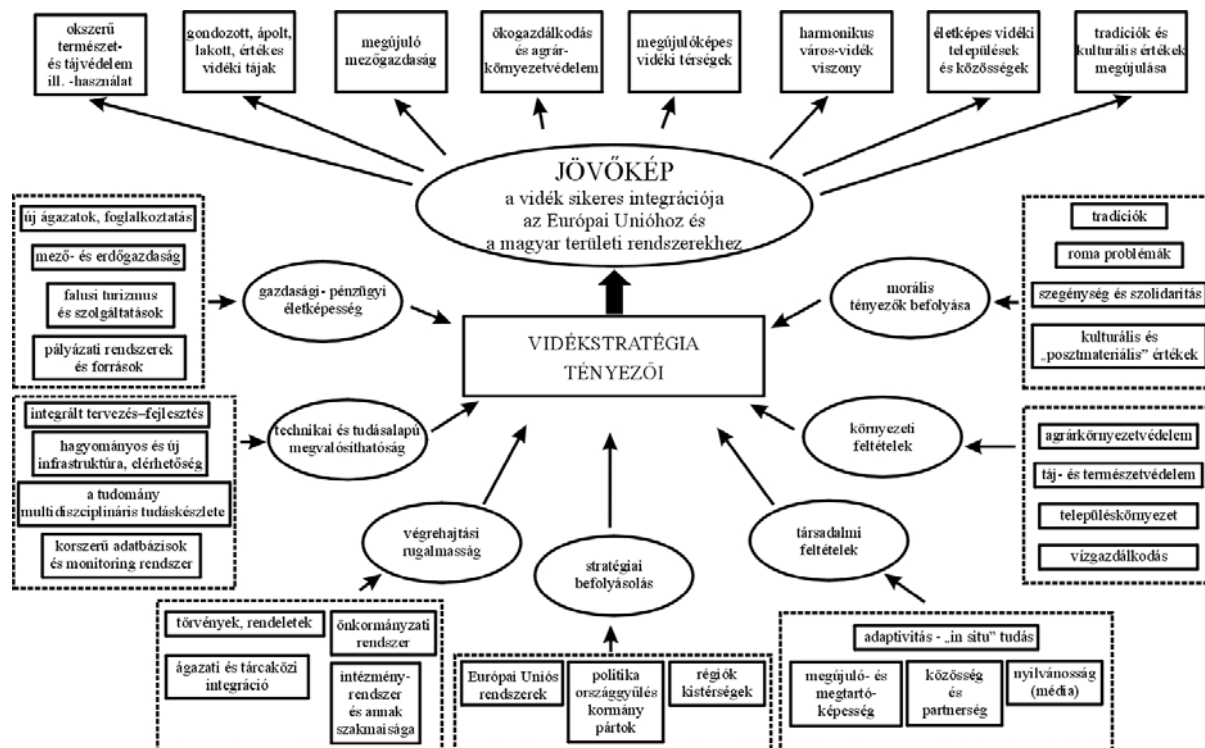 okszerű
természet-
és tájvédelem
ill. -használat
gondozott, ápolt,
lakott, értékes
vidéki tájak
megújuló
mezőgazdaság
ökogazdálkodás
és agrár-
környezetvédelem
megújulóképes
vidéki térségek
harmonikus
város-vidék
viszony
életképes vidéki
települések
és közösségek
tradíciók és
kulturális értékek
megújulása
JÖVŐKÉP
a vidék sikeres integrációja
az Európai Unióhoz és
a magyar területi rendszerekhez
új ágazatok, foglalkoztatás
mező- és erdőgazdaság
falusi turizmus
és szolgáltatások
pályázati rendszerek
és források
gazdasági- pénzügyi
életképesség
VIDÉKSTRATÉGIA
TÉNYEZŐI
morális
tényezők befolyása
tradíciók
roma problémák
szegénység és szolidaritás
kulturális és
„posztmateriális” értékek
integrált tervezés–fejlesztés
hagyományos és új
infrastruktúra, elérhetőség
a tudomány
multidiszciplináris tudáskészlete
korszerű adatbázisok
és monitoring rendszer
technikai és tudásalapú
megvalósíthatóság
környezeti
feltételek
agrárkörnyezetvédelem
táj- és természetvédelem
településkörnyezet
vízgazdálkodás
végrehajtási
rugalmasság
stratégiai
befolyásolás
társadalmi
feltételek
törvények, rendeletek
önkormányzati
rendszer
ágazati és tárcaközi
integráció
intézmény-
rendszer
és annak
szakmaisága
Európai Uniós
rendszerek
politika
országgyűlés
kormány
pártok
régiók
kistérségek
adaptivitás - „in situ” tudás
megújuló- és
megtartó-
képesség
közösség
és
partnerség
nyilvánosság
(média)